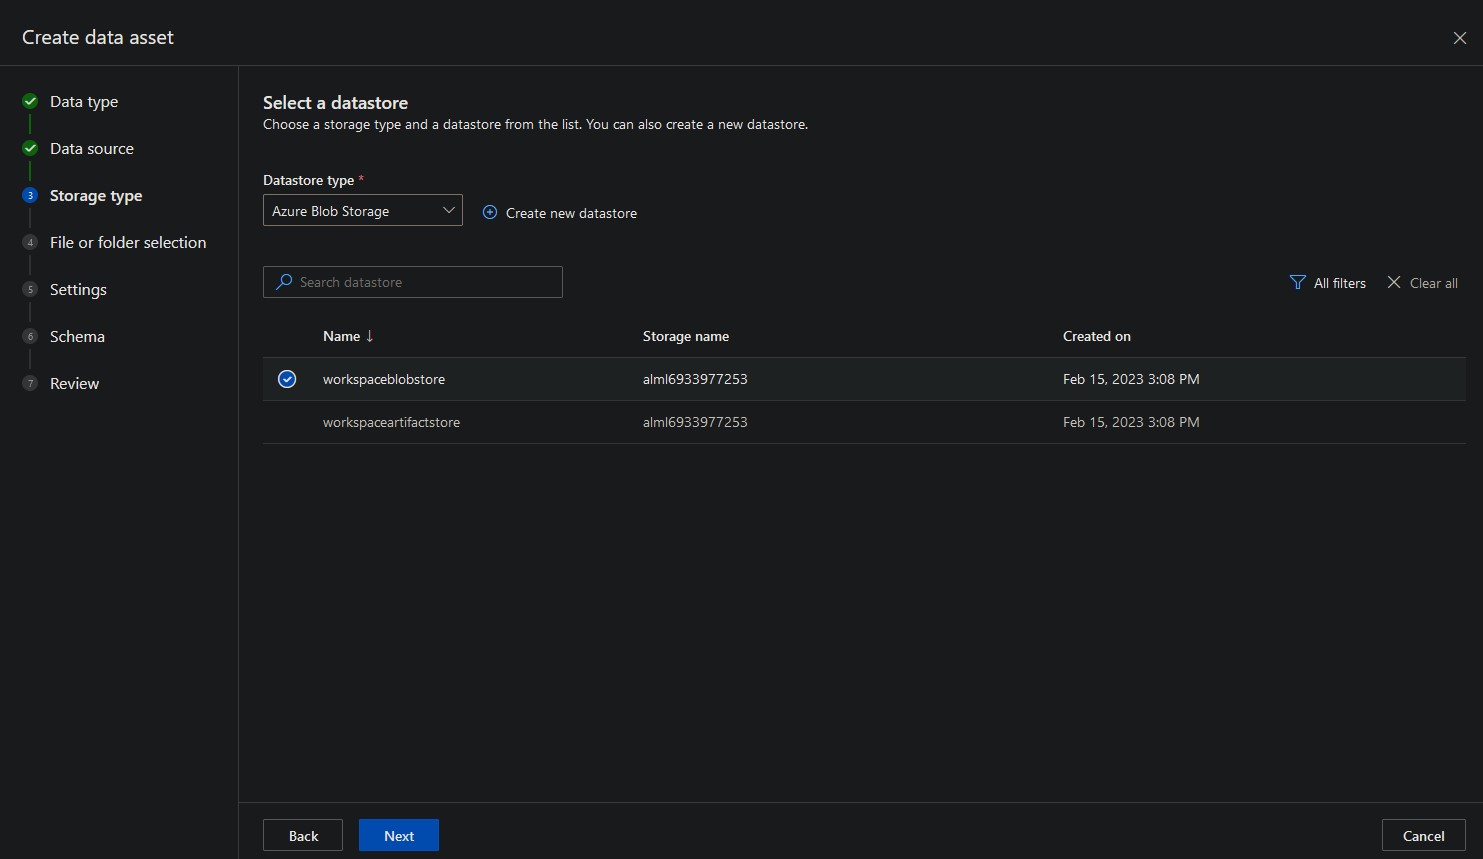 Create data asset
Data type
Data source
3 Storage type
4 File or folder selection
5 Settings
6 Schema
7 Review
Select a datastore
Choose a storage type and a datastore from the list. You can also create a new datastore.
Datastore type *
Azure Blob Storage
Create new datastore
Search datastore
All filters Clear all
Name ↓ Storage name Created on
workspaceblobstore alml6933977253 Feb 15, 2023 3:08 PM
workspaceartifactstore alml6933977253 Feb 15, 2023 3:08 PM
Back Next Cancel